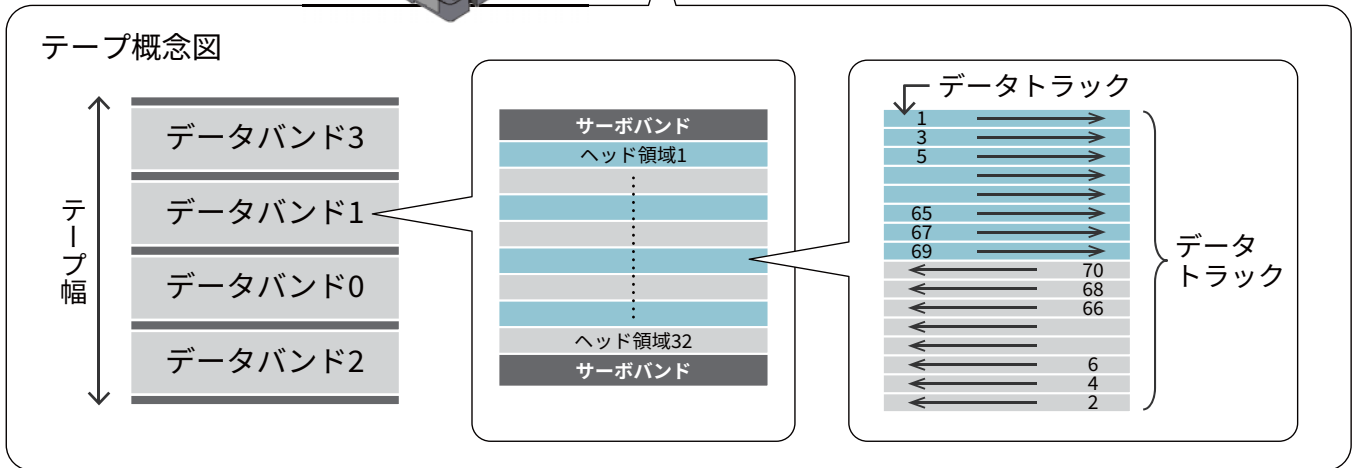 テープ概念図
テープ幅
データバンド3
データバンド1
データバンド0
データバンド2
サーボバンド
ヘッド領域1
ヘッド領域32
サーボバンド
データトラック
1
3
5
65
67
69
70
68
66
6
4
2
データ
トラック